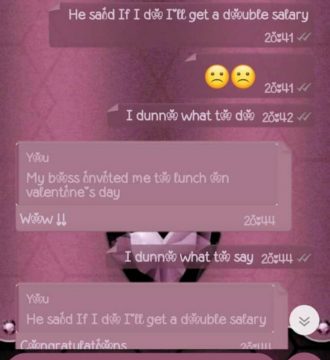 He said If I do I"ll get a double salary
20:41
☹️☹️
20:41
I dunno what to do 20:42
You
My boss invited me to lunch on
valentine"s day
Wow !! 20:44
I dunno what to say 20:44
You
He said If I do I"ll get a double salary
Congratulations 20:44